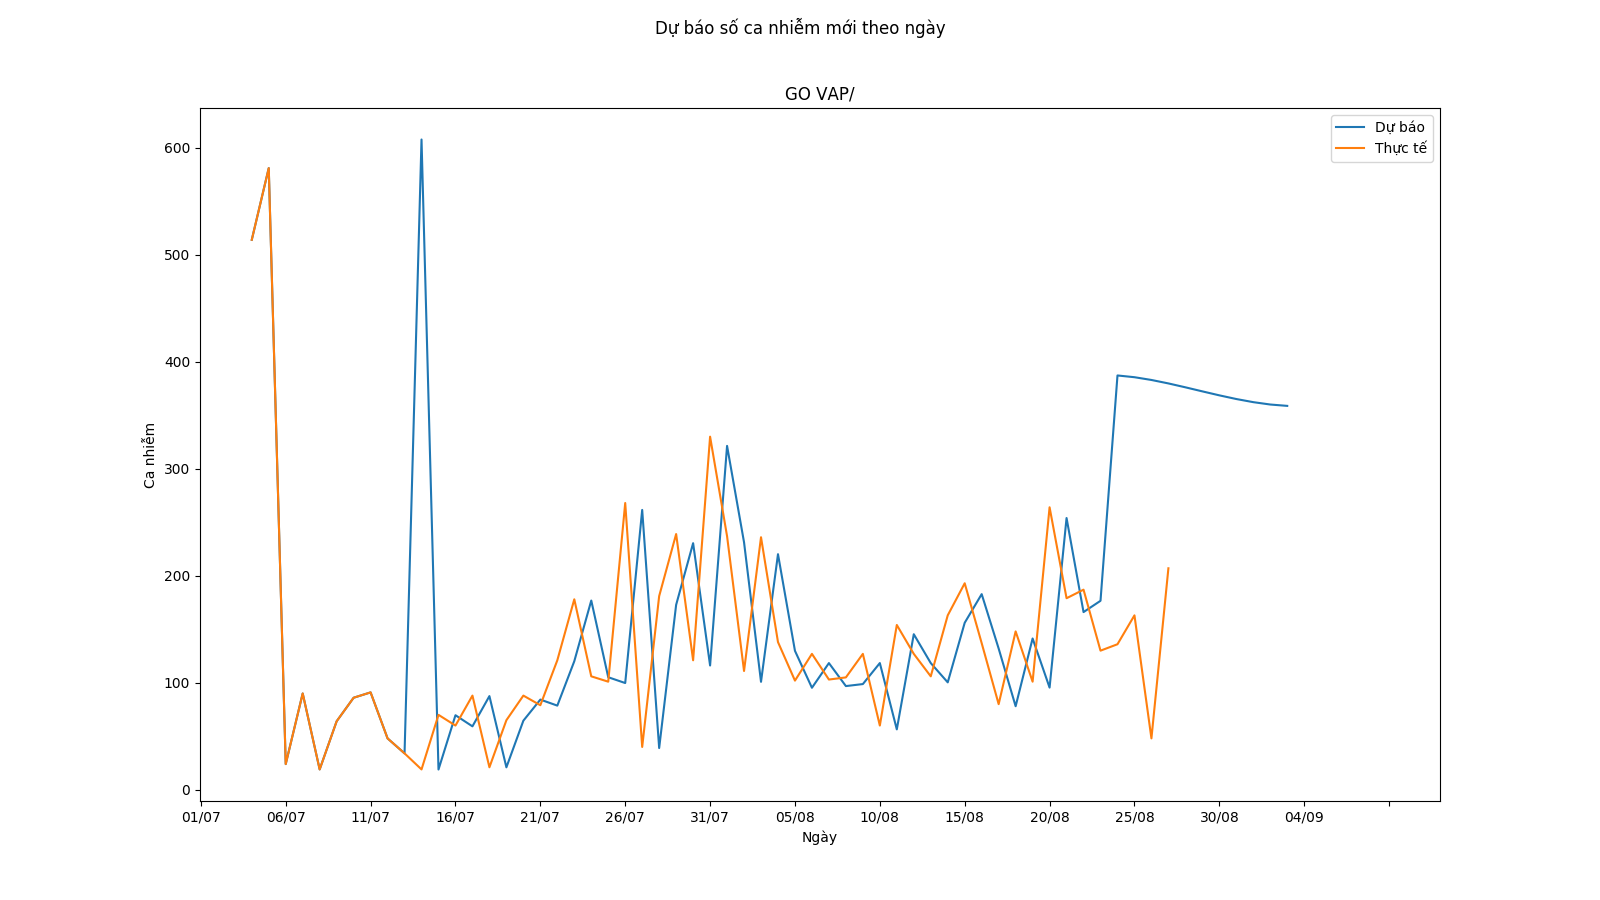 Dự báo số ca nhiễm mới theo ngày
GO VAP/
Dự báo
Thực tế
600
500
400
300
200
100
0
Ca nhiễm
01/07 06/07 11/07 16/07 21/07 26/07 31/07 05/08 10/08 15/08 20/08 25/08 30/08 04/09
Ngày